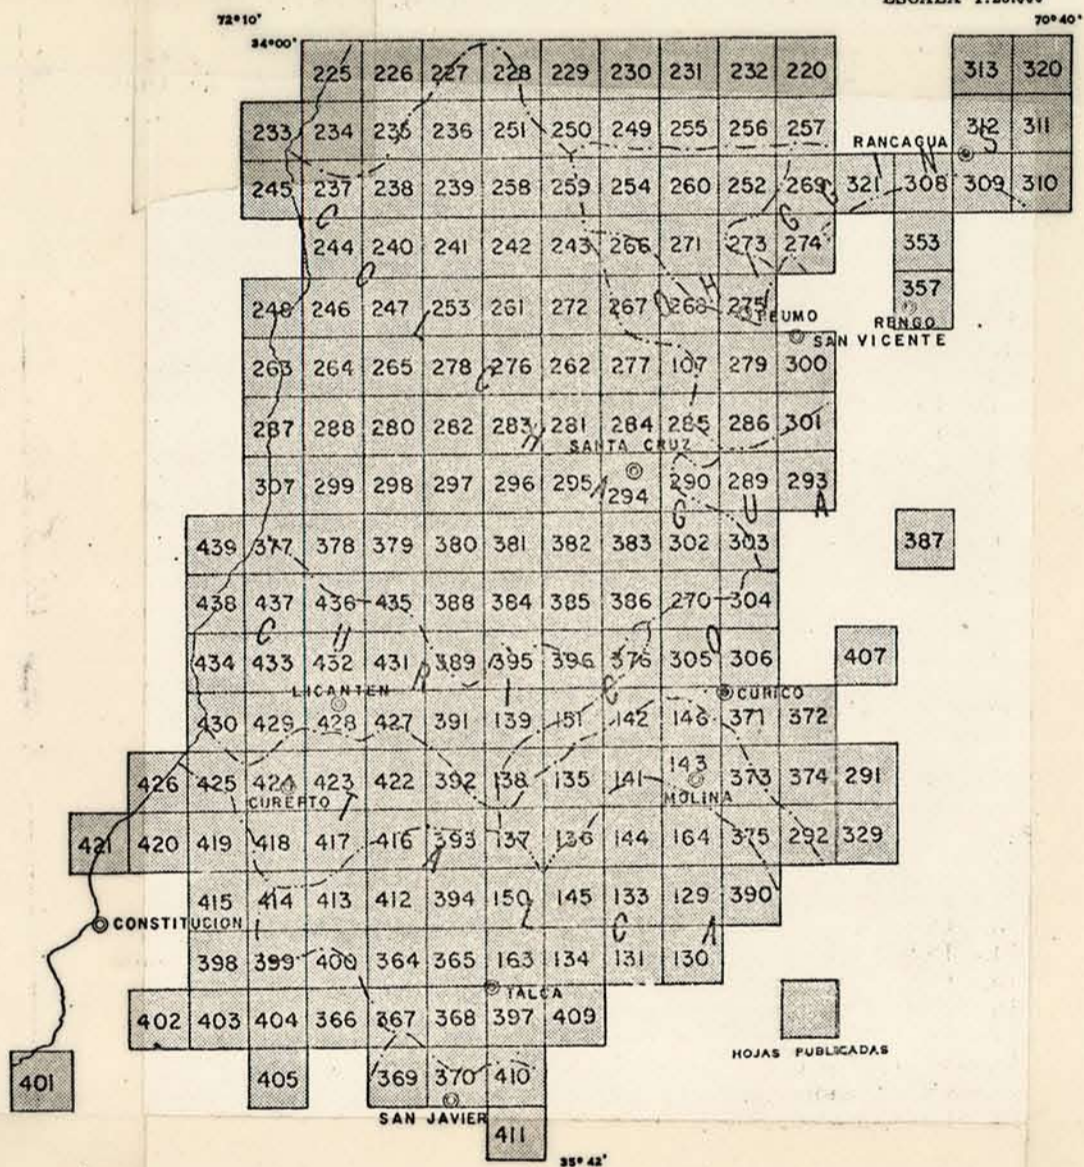 72°10' 70°40'
34°00'
225 226 227 228 229 230 231 232 220 313 320
233 234 235 236 251 250 249 255 256 257 312 311
RANCAGUA
245 237 238 239 258 259 254 260 252 269 321 308 309 310
244 240 241 242 243 266 271 273 274 353
248 246 247 253 261 272 267 268 275 357
PEUMO
RENGO
SAN VICENTE
263 264 265 278 276 262 277 107 279 300
287 288 280 282 283 281 284 285 286 301
SANTA CRUZ
307 299 298 297 296 295 294 290 289 293
439 377 378 379 380 381 382 383 302 303 387
438 437 436 435 388 384 385 386 270 304
434 433 432 431 389 395 396 376 305 306 407
LICANTEN
CURICO
430 429 428 427 391 139 151 142 146 371 372
426 425 424 423 422 392 138 135 141 143 373 374 291
CUREPTO
MOLINA
421 420 419 418 417 416 393 137 136 144 164 375 292 329
415 414 413 412 394 150 145 133 129 390
CONSTITUCION
398 399 400 364 365 163 134 131 130
TALCA
402 403 404 366 367 368 397 409
HOJAS PUBLICADAS
401 405 369 370 410
SAN JAVIER
411
35°42'